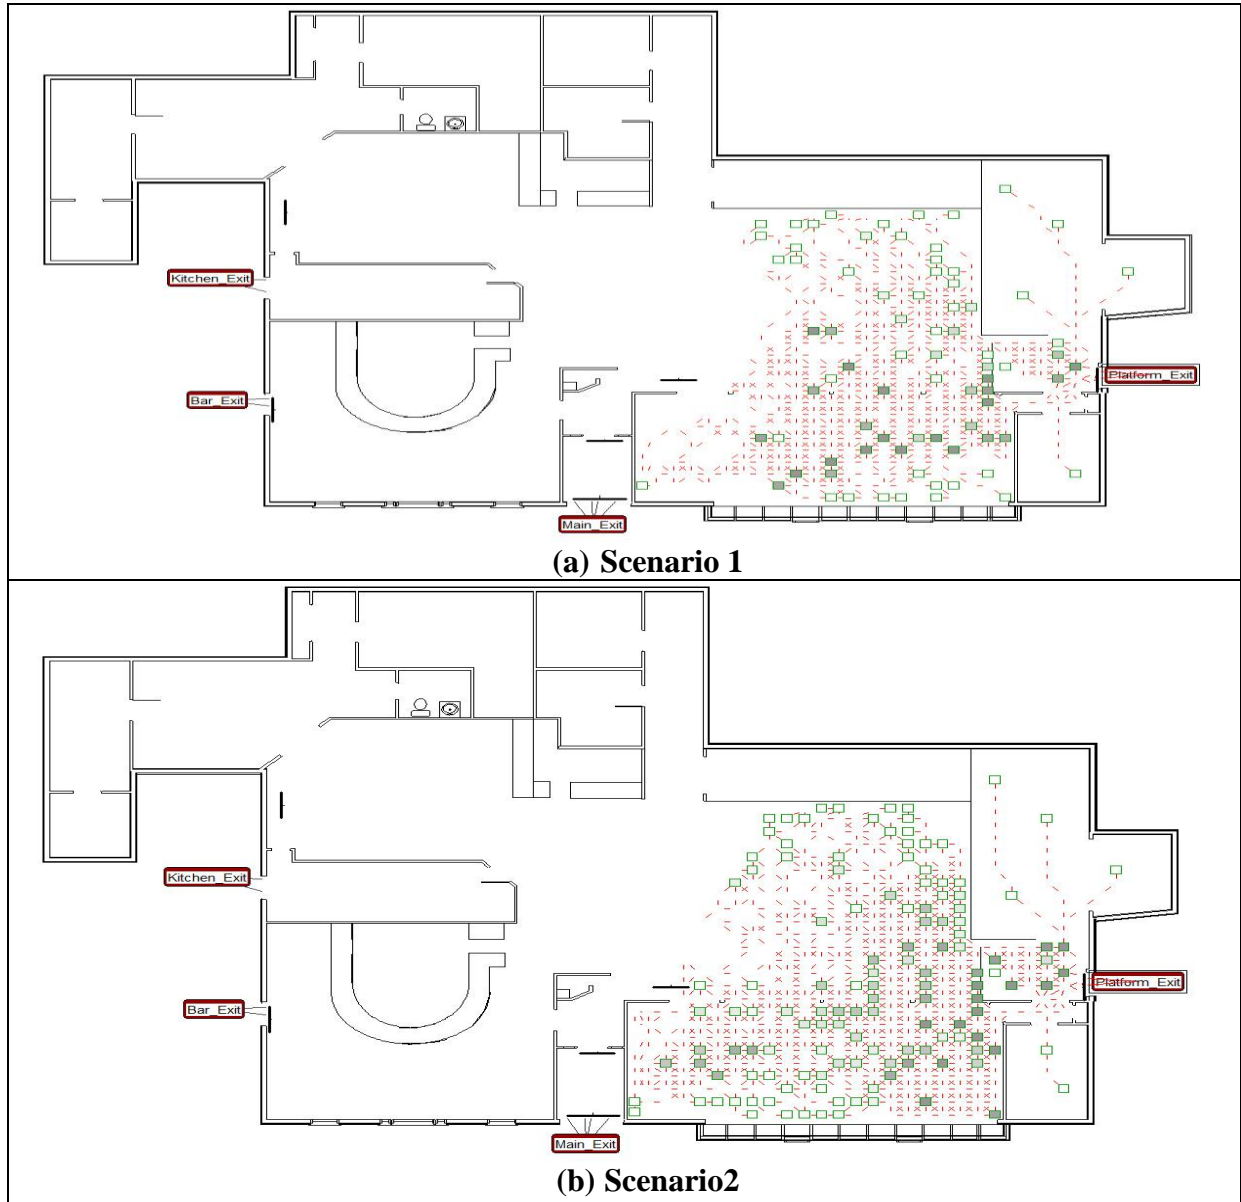 Kitchen_Exit
Platform_Exit
Bar_Exit
Main_Exit
(a) Scenario 1
Kitchen_Exit
Platform_Exit
Bar_Exit
Main_Exit
(b) Scenario2